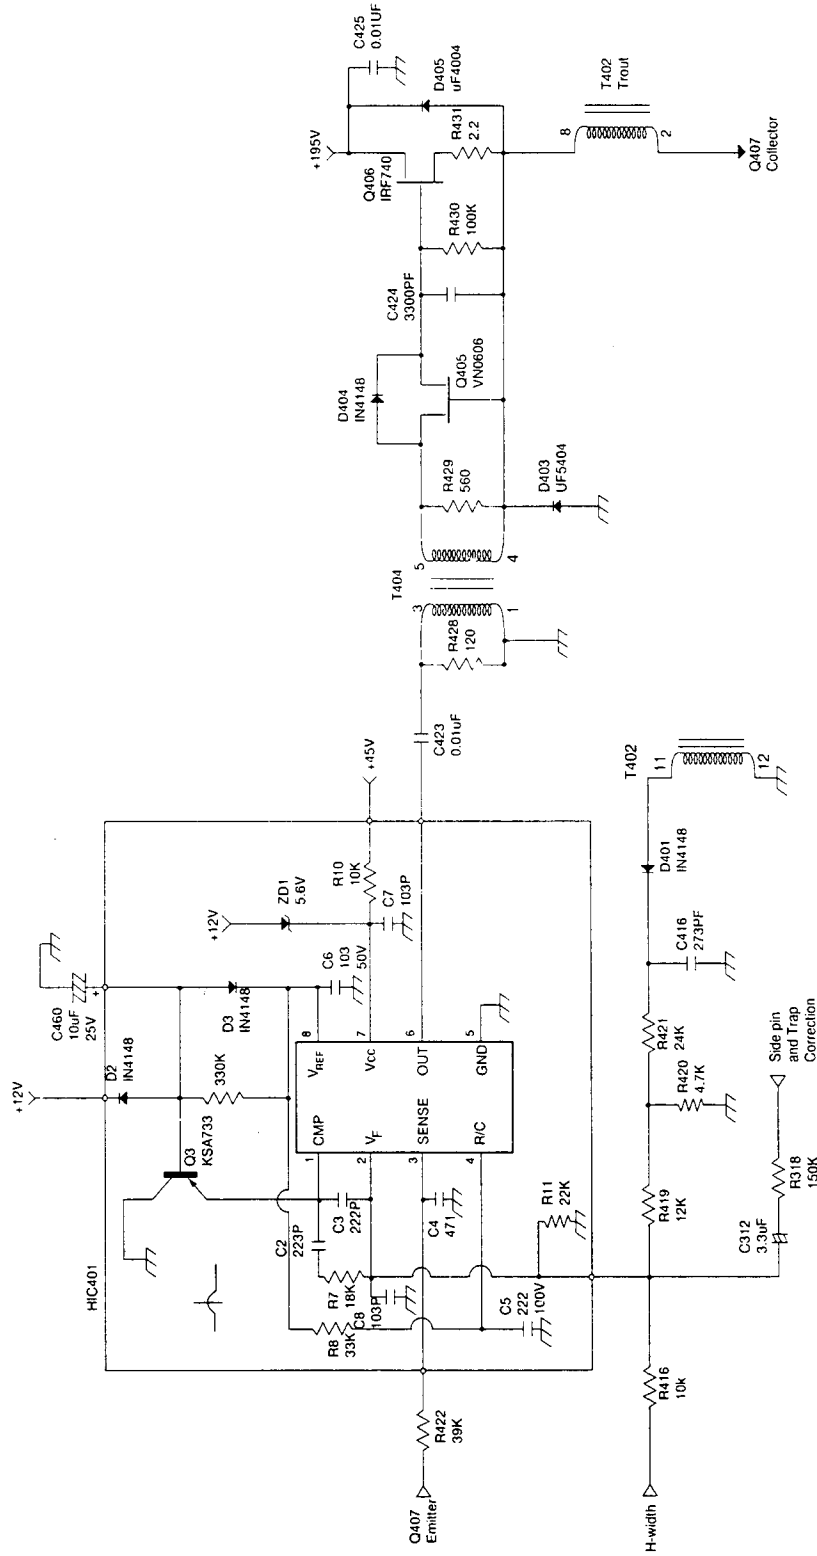 HIC401
+12V
D2
IN4148
C460
10uF
25V
+
Q3
KSA733
330K
D3
IN4148
+12V
ZD1
5.6V
C6
103
50V
R10
10K
C7
103P
+45V
C2
223P
C3
222P
R7
18K
R8
33K
C8
103P
C4
471
C5
222
100V
R11
22K
1
CMP
2
VF
3
SENSE
4
R/C
8
VREF
7
Vcc
6
OUT
5
GND
Q407
Emitter
R422
39K
C423
0.01uF
R428
120
T404
3
1
5
4
R429
560
D403
UF5404
D404
IN4148
Q405
VN0606
C424
3300PF
R430
100K
+195V
Q406
IRF740
R431
2.2
D405
uF4004
C425
0.01UF
T402
Trout
8
2
Q407
Collector
H-width
R416
10k
R419
12K
R420
4.7K
R421
24K
C416
273PF
D401
IN4148
T402
11
12
C312
3.3uF
R318
150K
Side pin
and Trap
Correction